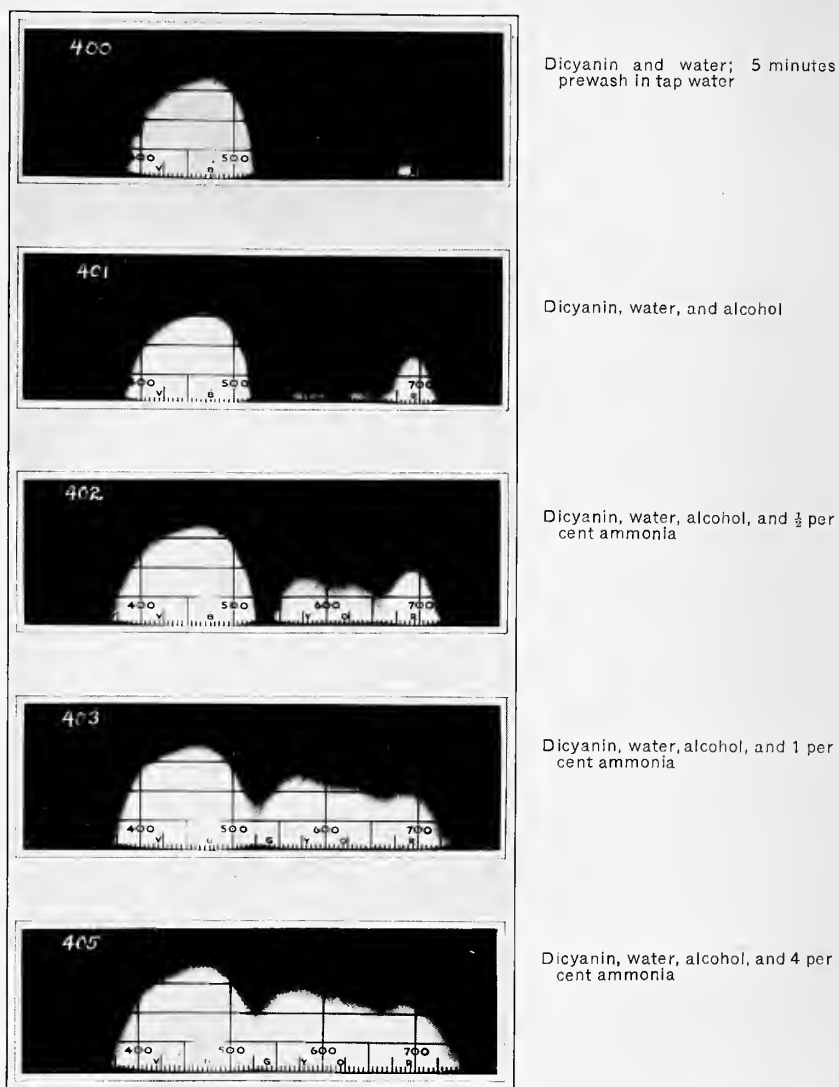 400
Dicyanin and water; 5 minutes
prewash in tap water
400 500
V B
401
Dicyanin, water, and alcohol
400 500 700
V B R
402
Dicyanin, water, alcohol, and ½ per
cent ammonia
400 500 600 700
V B Y O R
403
Dicyanin, water, alcohol, and 1 per
cent ammonia
400 500 600 700
V G Y O R
405
Dicyanin, water, alcohol, and 4 per
cent ammonia
400 500 600 700
V G Y O R